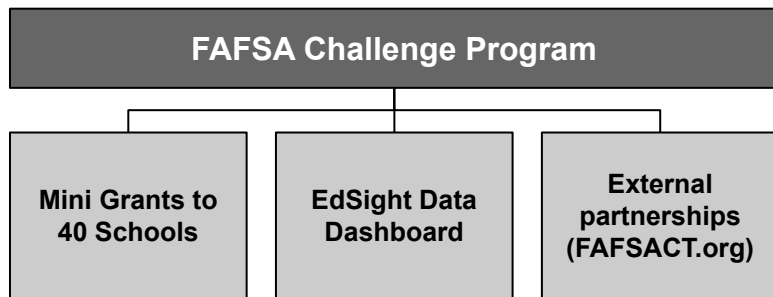 FAFSA Challenge Program
Mini Grants to
40 Schools
EdSight Data
Dashboard
External
partnerships
(FAFSACT.org)